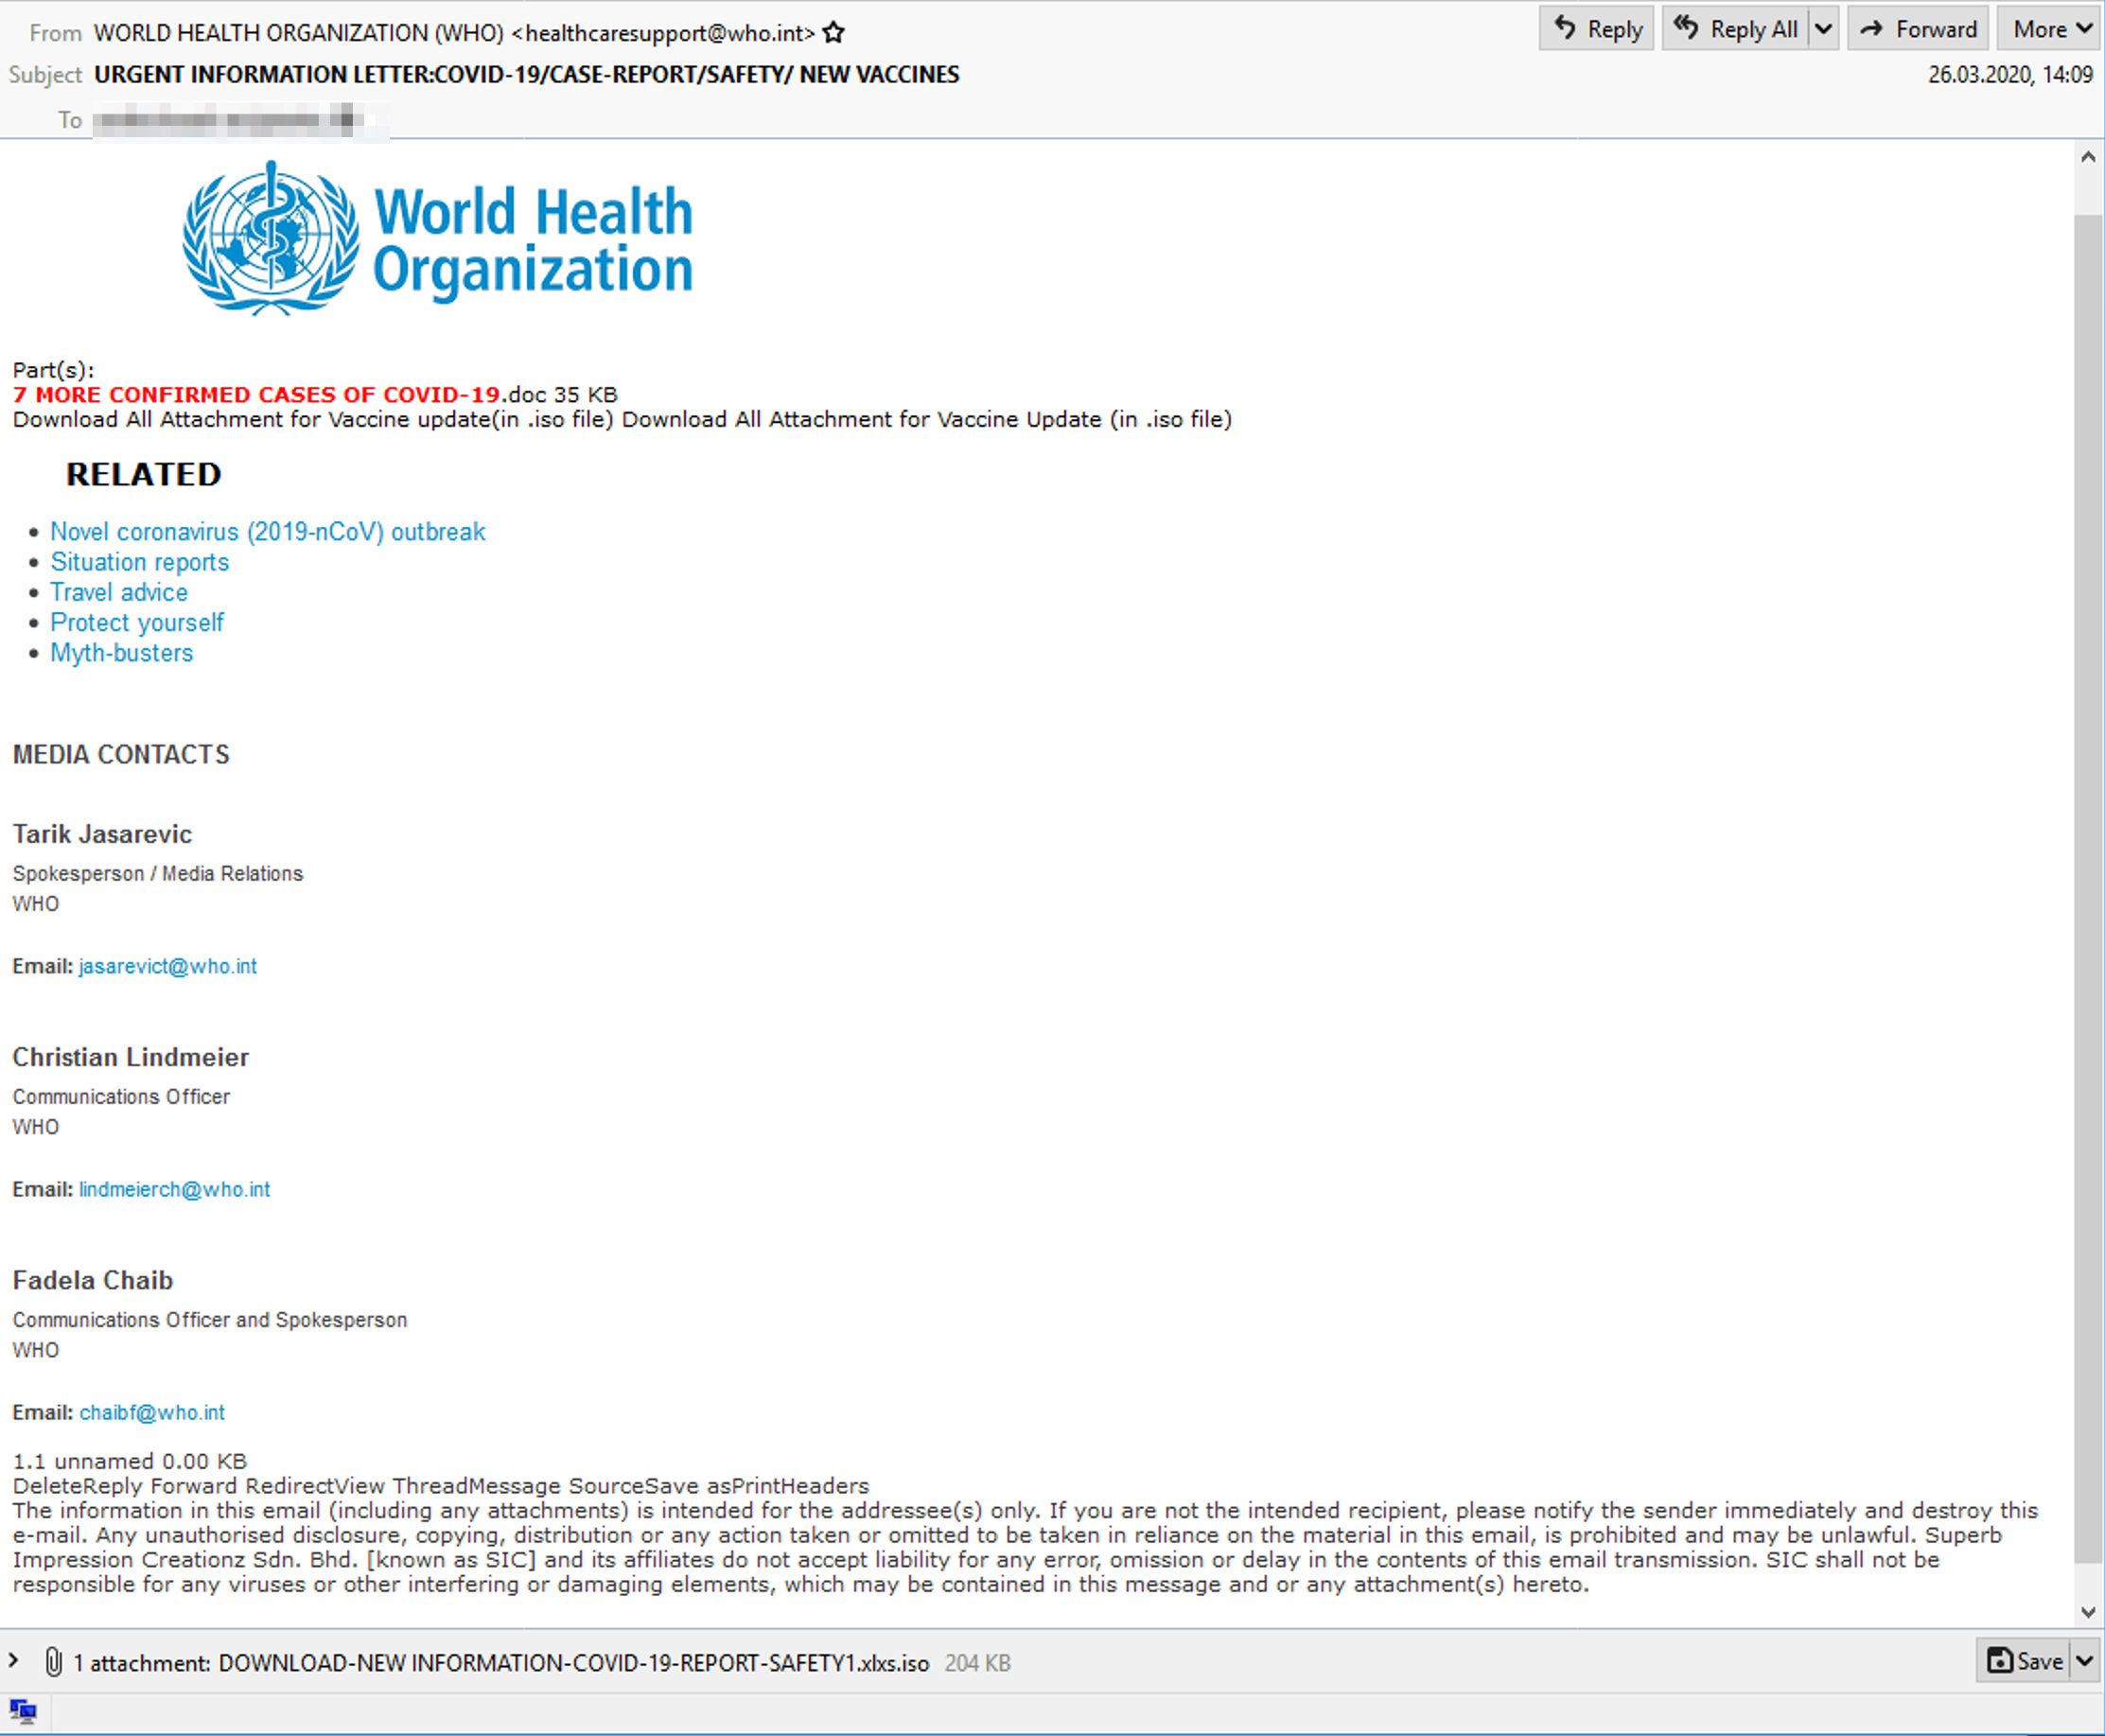 From WORLD HEALTH ORGANIZATION (WHO) <healthcaresupport@who.int>
Reply
Reply All
Forward
More
Subject URGENT INFORMATION LETTER:COVID-19/CASE-REPORT/SAFETY/ NEW VACCINES
26.03.2020, 14:09
To
World Health
Organization
Part(s):
7 MORE CONFIRMED CASES OF COVID-19.doc 35 KB
Download All Attachment for Vaccine update(in .iso file) Download All Attachment for Vaccine Update (in .iso file)
RELATED
• Novel coronavirus (2019-nCoV) outbreak
• Situation reports
• Travel advice
• Protect yourself
• Myth-busters
MEDIA CONTACTS
Tarik Jasarevic
Spokesperson / Media Relations
WHO
Email: jasarevict@who.int
Christian Lindmeier
Communications Officer
WHO
Email: lindmeierch@who.int
Fadela Chaib
Communications Officer and Spokesperson
WHO
Email: chaibf@who.int
1.1 unnamed 0.00 KB
DeleteReply Forward RedirectView ThreadMessage SourceSave asPrintHeaders
The information in this email (including any attachments) is intended for the addressee(s) only. If you are not the intended recipient, please notify the sender immediately and destroy this
e-mail. Any unauthorised disclosure, copying, distribution or any action taken or omitted to be taken in reliance on the material in this email, is prohibited and may be unlawful. Superb
Impression Creationz Sdn. Bhd. [known as SIC] and its affiliates do not accept liability for any error, omission or delay in the contents of this email transmission. SIC shall not be
responsible for any viruses or other interfering or damaging elements, which may be contained in this message and or any attachment(s) hereto.
1 attachment: DOWNLOAD-NEW INFORMATION-COVID-19-REPORT-SAFETY1.xlxs.iso 204 KB
Save